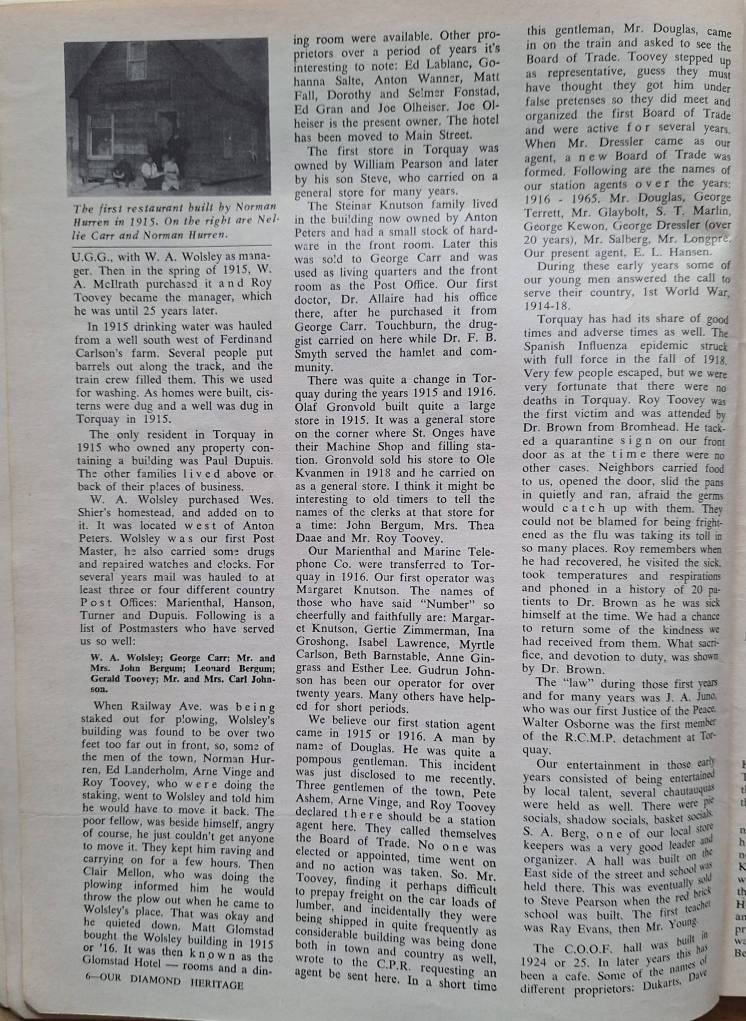 The first restaurant built by Norman
Hurren in 1915. On the right are Nel-
lie Carr and Norman Hurren.
U.G.G., with W. A. Wolsley as mana-
ger. Then in the spring of 1915, W.
A. McIlrath purchased it and Roy
Toovey became the manager, which
he was until 25 years later.
In 1915 drinking water was hauled
from a well south west of Ferdinand
Carlson's farm. Several people put
barrels out along the track, and the
train crew filled them. This we used
for washing. As homes were built, cis-
terns were dug and a well was dug in
Torquay in 1915.
The only resident in Torquay in
1915 who owned any property con-
taining a building was Paul Dupuis.
The other families lived above or
back of their places of business.
W. A. Wolsley purchased Wes.
Shier's homestead, and added on to
it. It was located west of Anton
Peters. Wolsley was our first Post
Master, he also carried some drugs
and repaired watches and clocks. For
several years mail was hauled to at
least three or four different country
Post Offices: Marienthal, Hanson,
Turner and Dupuis. Following is a
list of Postmasters who have served
us so well:
W. A. Wolsley; George Carr; Mr. and
Mrs. John Bergum; Leonard Bergum;
Gerald Toovey; Mr. and Mrs. Carl John-
son.
When Railway Ave. was being
staked out for plowing, Wolsley's
building was found to be over two
feet too far out in front, so, some of
the men of the town, Norman Hur-
ren, Ed Landerholm, Arne Vinge and
Roy Toovey, who were doing the
staking, went to Wolsley and told him
he would have to move it back. The
poor fellow, was beside himself, angry
of course, he just couldn't get anyone
to move it. They kept him raving and
carrying on for a few hours. Then
Clair Mellon, who was doing the
plowing informed him he would
throw the plow out when he came to
Wolsley's place. That was okay and
he quieted down. Matt Glomstad
bought the Wolsley building in 1915
or '16. It was then known as the
Glomstad Hotel — rooms and a din-
6—OUR DIAMOND HERITAGE
ing room were available. Other pro-
prietors over a period of years it's
interesting to note: Ed Lablanc, Go-
hanna Salte, Anton Wanner, Matt
Fall, Dorothy and Selmer Fonstad,
Ed Gran and Joe Olheiser. Joe Ol-
heiser is the present owner. The hotel
has been moved to Main Street.
The first store in Torquay was
owned by William Pearson and later
by his son Steve, who carried on a
general store for many years.
The Steinar Knutson family lived
in the building now owned by Anton
Peters and had a small stock of hard-
ware in the front room. Later this
was sold to George Carr and was
used as living quarters and the front
room as the Post Office. Our first
doctor, Dr. Allaire had his office
there, after he purchased it from
George Carr. Touchburn, the drug-
gist carried on here while Dr. F. B.
Smyth served the hamlet and com-
munity.
There was quite a change in Tor-
quay during the years 1915 and 1916.
Olaf Gronvold built quite a large
store in 1915. It was a general store
on the corner where St. Onges have
their Machine Shop and filling sta-
tion. Gronvold sold his store to Ole
Kvammen in 1918 and he carried on
as a general store. I think it might be
interesting to old timers to tell the
names of the clerks at that store for
a time: John Bergum, Mrs. Thea
Daae and Mr. Roy Toovey.
Our Marienthal and Marine Tele-
phone Co. were transferred to Tor-
quay in 1916. Our first operator was
Margaret Knutson. The names of
those who have said "Number" so
cheerfully and faithfully are: Margar-
et Knutson, Gertie Zimmerman, Ina
Groshong, Isabel Lawrence, Myrtle
Carlson, Beth Barnstable, Anne Gin-
grass and Esther Lee. Gudrun John-
son has been our operator for over
twenty years. Many others have help-
ed for short periods.
We believe our first station agent
came in 1915 or 1916. A man by
name of Douglas. He was quite a
pompous gentleman. This incident
was just disclosed to me recently.
Three gentlemen of the town, Pete
Ashem, Arne Vinge, and Roy Toovey
declared there should be a station
agent here. They called themselves
the Board of Trade. No one was
elected or appointed, time went on
and no action was taken. So. Mr.
Toovey, finding it perhaps difficult
to prepay freight on the car loads of
lumber, and incidentally they were
being shipped in quite frequently as
considerable building was being done
both in town and country as well,
wrote to the C.P.R. requesting an
agent be sent here. In a short time
this gentleman, Mr. Douglas, came
in on the train and asked to see the
Board of Trade. Toovey stepped up
as representative, guess they must
have thought they got him under
false pretenses so they did meet and
organized the first Board of Trade
and were active for several years.
When Mr. Dressler came as our
agent, a new Board of Trade was
formed. Following are the names of
our station agents over the years:
1916 - 1965. Mr. Douglas, George
Terrett, Mr. Glaybolt, S. T. Marlin,
George Kewon, George Dressler (over
20 years), Mr. Salberg, Mr. Longpre.
Our present agent, E. L. Hansen.
During these early years some of
our young men answered the call to
serve their country, 1st World War,
1914-18.
Torquay has had its share of good
times and adverse times as well. The
Spanish Influenza epidemic struck
with full force in the fall of 1918.
Very few people escaped, but we were
very fortunate that there were no
deaths in Torquay. Roy Toovey was
the first victim and was attended by
Dr. Brown from Bromhead. He tack-
ed a quarantine sign on our front
door as at the time there were no
other cases. Neighbors carried food
to us, opened the door, slid the pans
in quietly and ran, afraid the germs
would catch up with them. They
could not be blamed for being fright-
ened as the flu was taking its toll in
so many places. Roy remembers when
he had recovered, he visited the sick,
took temperatures and respirations
and phoned in a history of 20 pa-
tients to Dr. Brown as he was sick
himself at the time. We had a chance
to return some of the kindness we
had received from them. What sacri-
fice, and devotion to duty, was shown
by Dr. Brown.
The "law" during those first years
and for many years was J. A. Juno,
who was our first Justice of the Peace.
Walter Osborne was the first member
of the R.C.M.P. detachment at Tor-
quay.
Our entertainment in those early
years consisted of being entertained
by local talent, several chautauquas
were held as well. There were pie
socials, shadow socials, basket socials.
S. A. Berg, one of our local store
keepers was a very good leader and
organizer. A hall was built on the
East side of the street and school was
held there. This was eventually sold
to Steve Pearson when the red brick
school was built. The first teacher
was Ray Evans, then Mr. Young.
The C.O.O.F. hall was built in
1924 or 25. In later years this has
been a cafe. Some of the names of
different proprietors: Dukarts, Dave